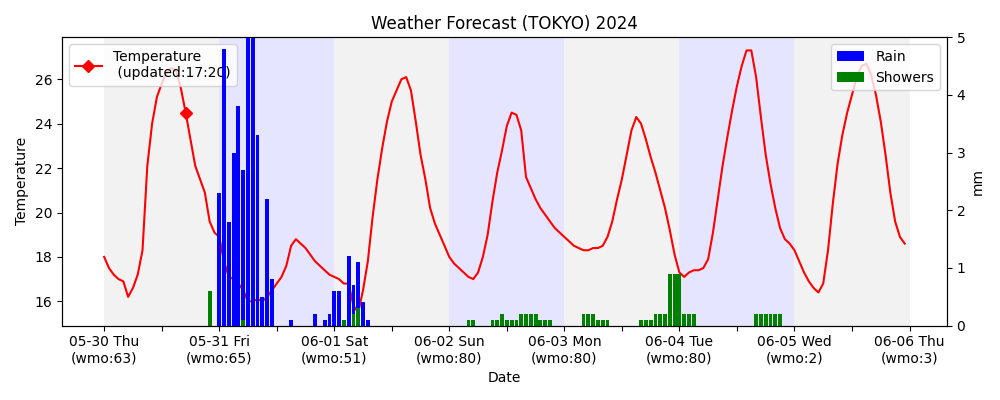 Weather Forecast (TOKYO) 2024
Temperature
(updated:17:20)
Rain
Showers
Temperature
26
24
22
20
18
16
5
4
3
2
1
0
mm
05-30 Thu
(wmo:63)
05-31 Fri
(wmo:65)
06-01 Sat
(wmo:51)
06-02 Sun
(wmo:80)
06-03 Mon
(wmo:80)
06-04 Tue
(wmo:80)
06-05 Wed
(wmo:2)
06-06 Thu
(wmo:3)
Date